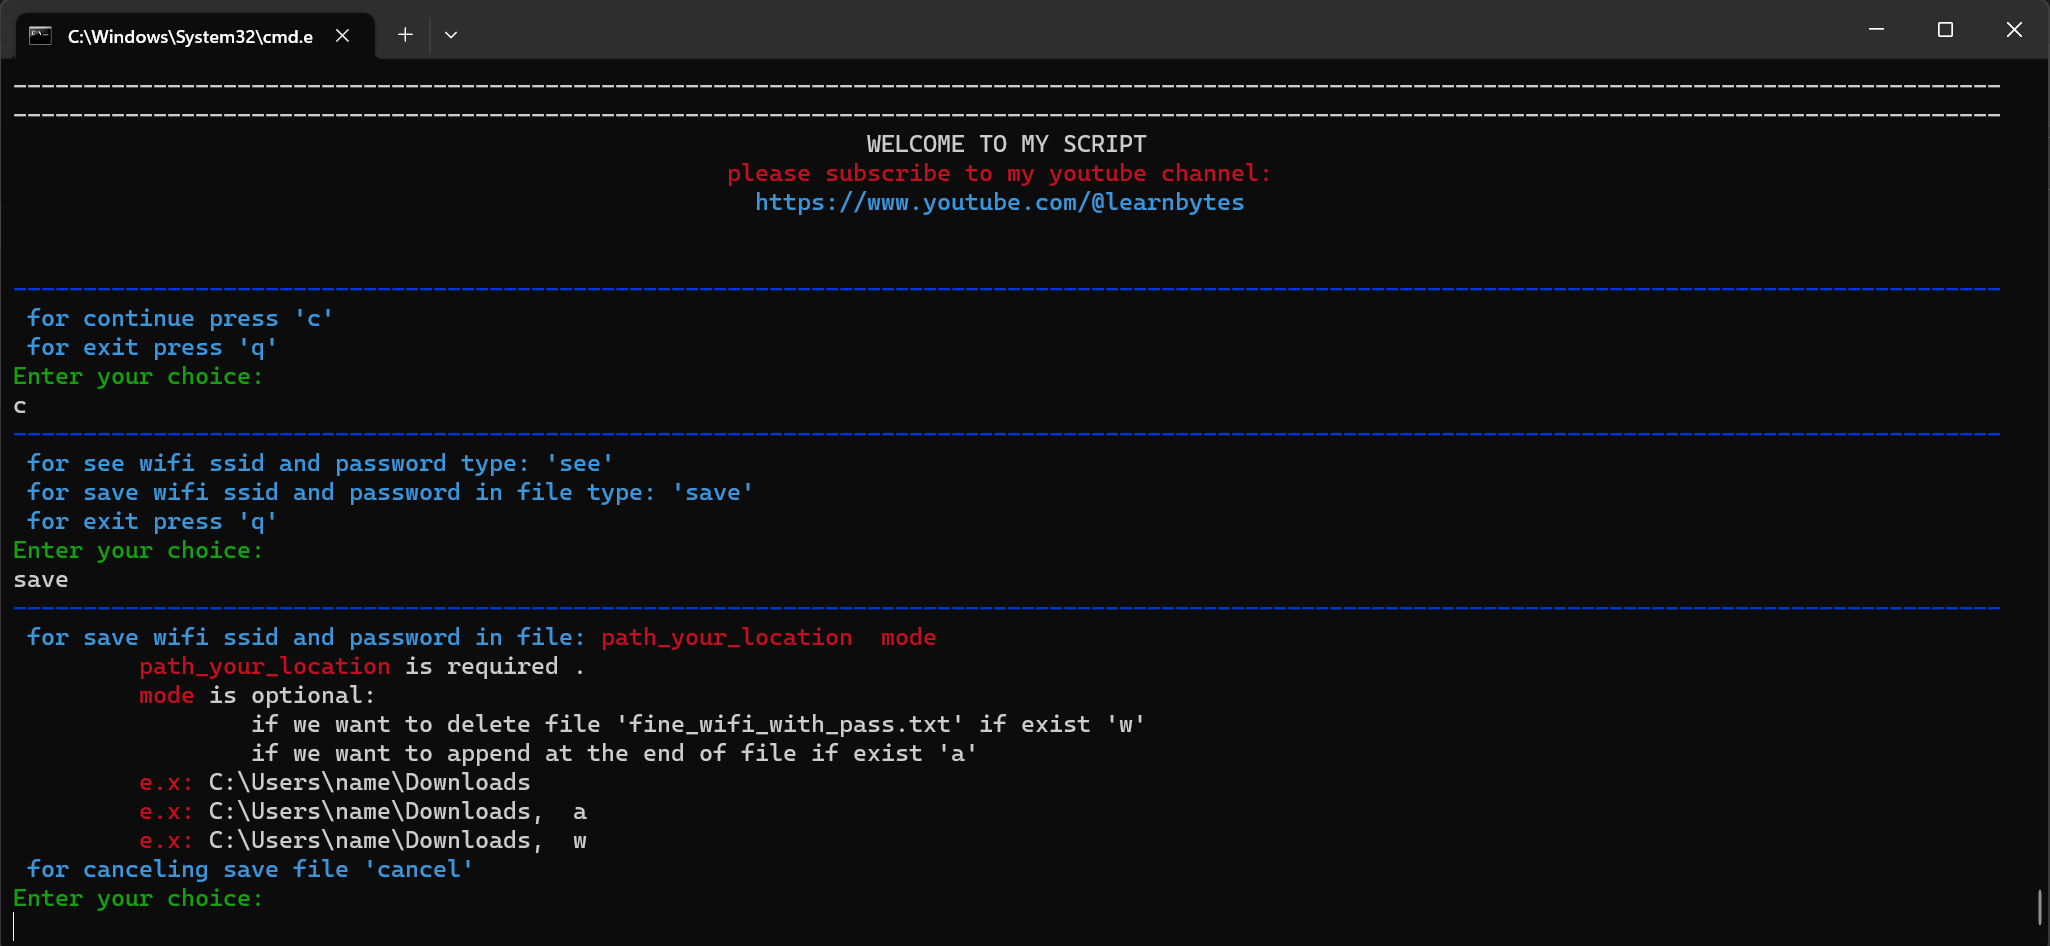 C:\Windows\System32\cmd.e
WELCOME TO MY SCRIPT
please subscribe to my youtube channel:
https://www.youtube.com/@learnbytes
for continue press 'c'
for exit press 'q'
Enter your choice:
c
for see wifi ssid and password type: 'see'
for save wifi ssid and password in file type: 'save'
for exit press 'q'
Enter your choice:
save
for save wifi ssid and password in file: path_your_location  mode
path_your_location is required .
mode is optional:
if we want to delete file 'fine_wifi_with_pass.txt' if exist 'w'
if we want to append at the end of file if exist 'a'
e.x: C:\Users\name\Downloads
e.x: C:\Users\name\Downloads,  a
e.x: C:\Users\name\Downloads,  w
for canceling save file 'cancel'
Enter your choice: